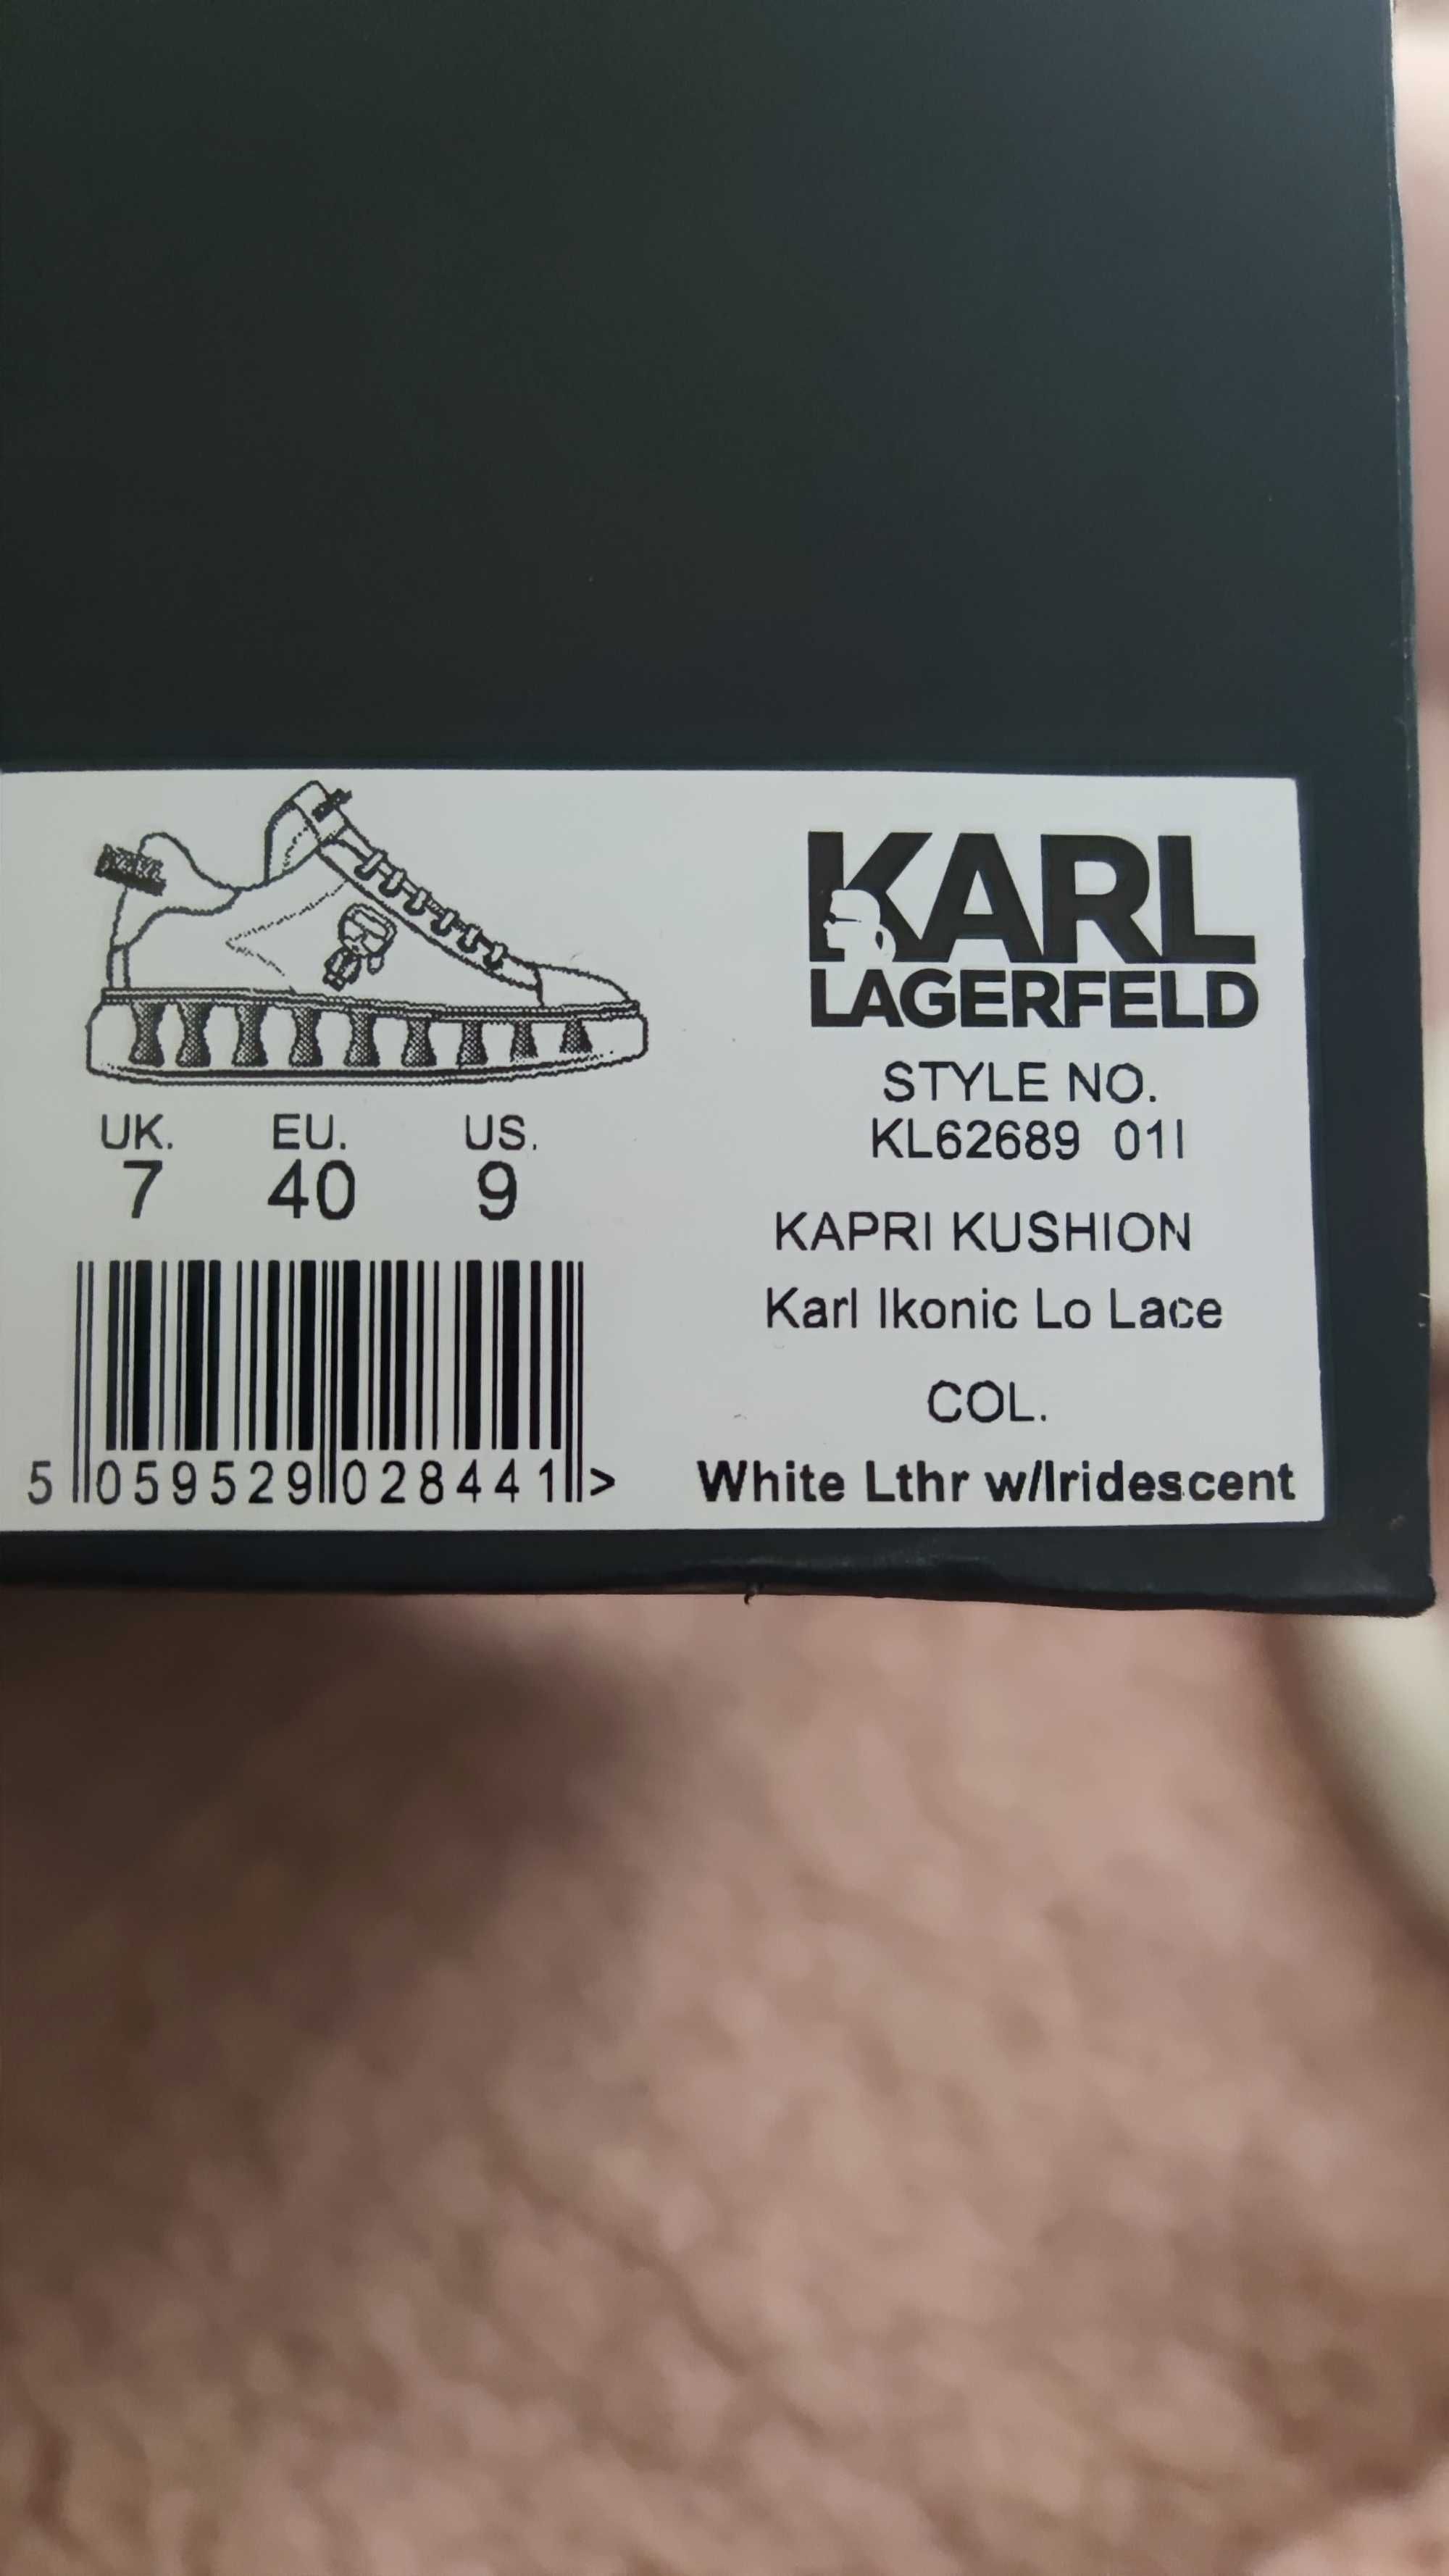 KARL
LAGERFELD
STYLE NO.
KL62689 01I
KAPRI KUSHION
Karl Ikonic Lo Lace
COL.
White Lthr w/Iridescent
UK. EU. US.
7 40 9
5 059529 028441 >